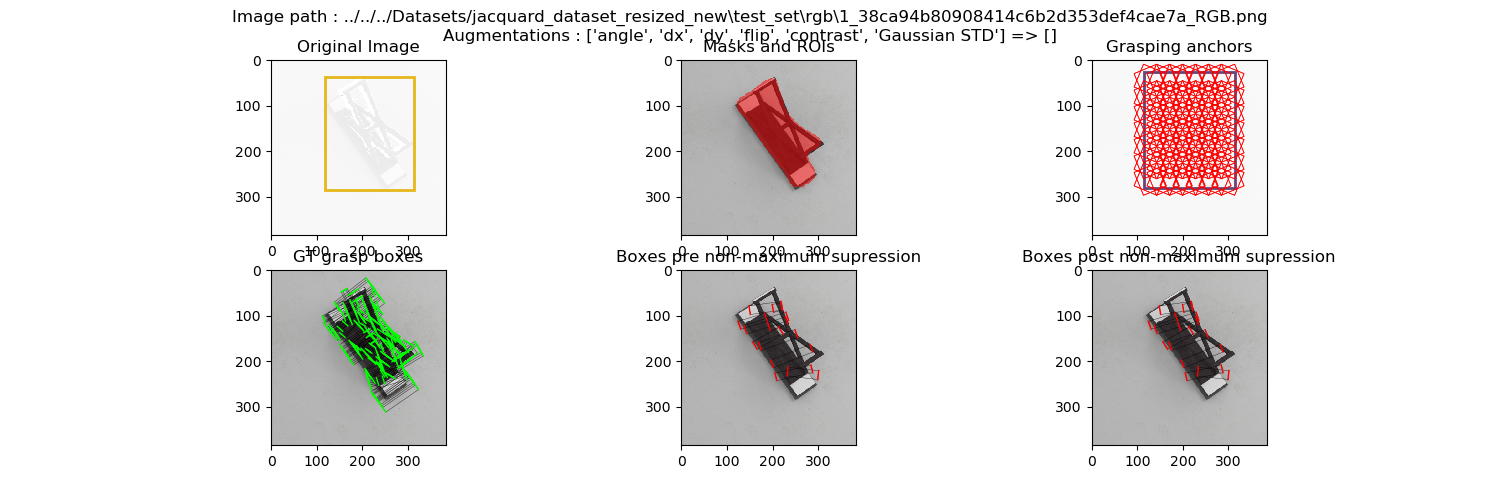 Image path : ../../../Datasets/jacquard_dataset_resized_new\test_set\rgb\1_38ca94b80908414c6b2d353def4cae7a_RGB.png
Augmentations : ['angle', 'dx', 'dy', 'flip', 'contrast', 'Gaussian STD'] => []
Original Image
Masks and ROIs
Grasping anchors
0
100
200
300
0 100 200 300
0
100
200
300
0 100 200 300
0
100
200
300
0 100 200 300
GT grasp boxes
Boxes pre non-maximum supression
Boxes post non-maximum supression
0
100
200
300
0 100 200 300
0
100
200
300
0 100 200 300
0
100
200
300
0 100 200 300